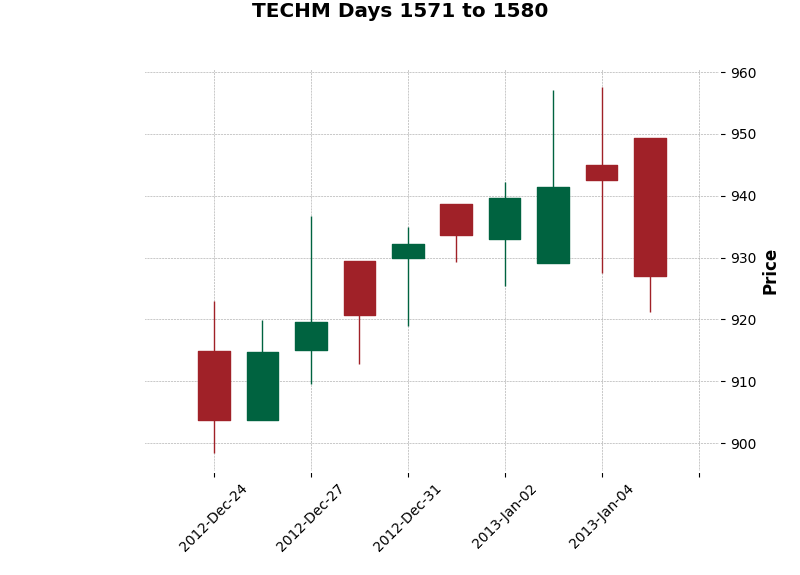 TECHM Days 1571 to 1580
960
950
940
930
920
910
900
Price
2012-Dec-24
2012-Dec-27
2012-Dec-31
2013-Jan-02
2013-Jan-04